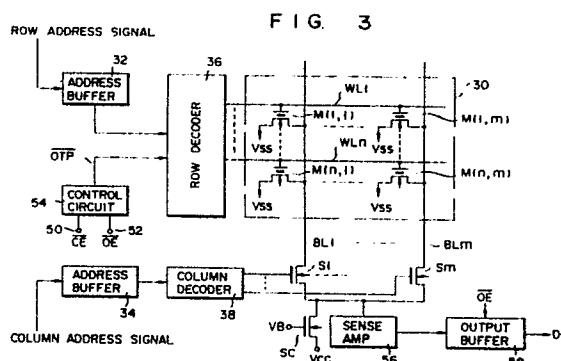 FIG. 3
ROW ADDRESS SIGNAL
32
36
30
ADDRESS
BUFFER
ROW DECODER
WL1
M(1,1)
M(1,m)
VSS
VSS
OTP
WLn
M(n,1)
M(n,m)
54
CONTROL
CIRCUIT
VSS
VSS
50
52
CE
OE
BL1
BLm
S1
Sm
ADDRESS
BUFFER
COLUMN
DECODER
34
38
OE
VB
SENSE
AMP
OUTPUT
BUFFER
D
COLUMN ADDRESS SIGNAL
SC
VCC
56